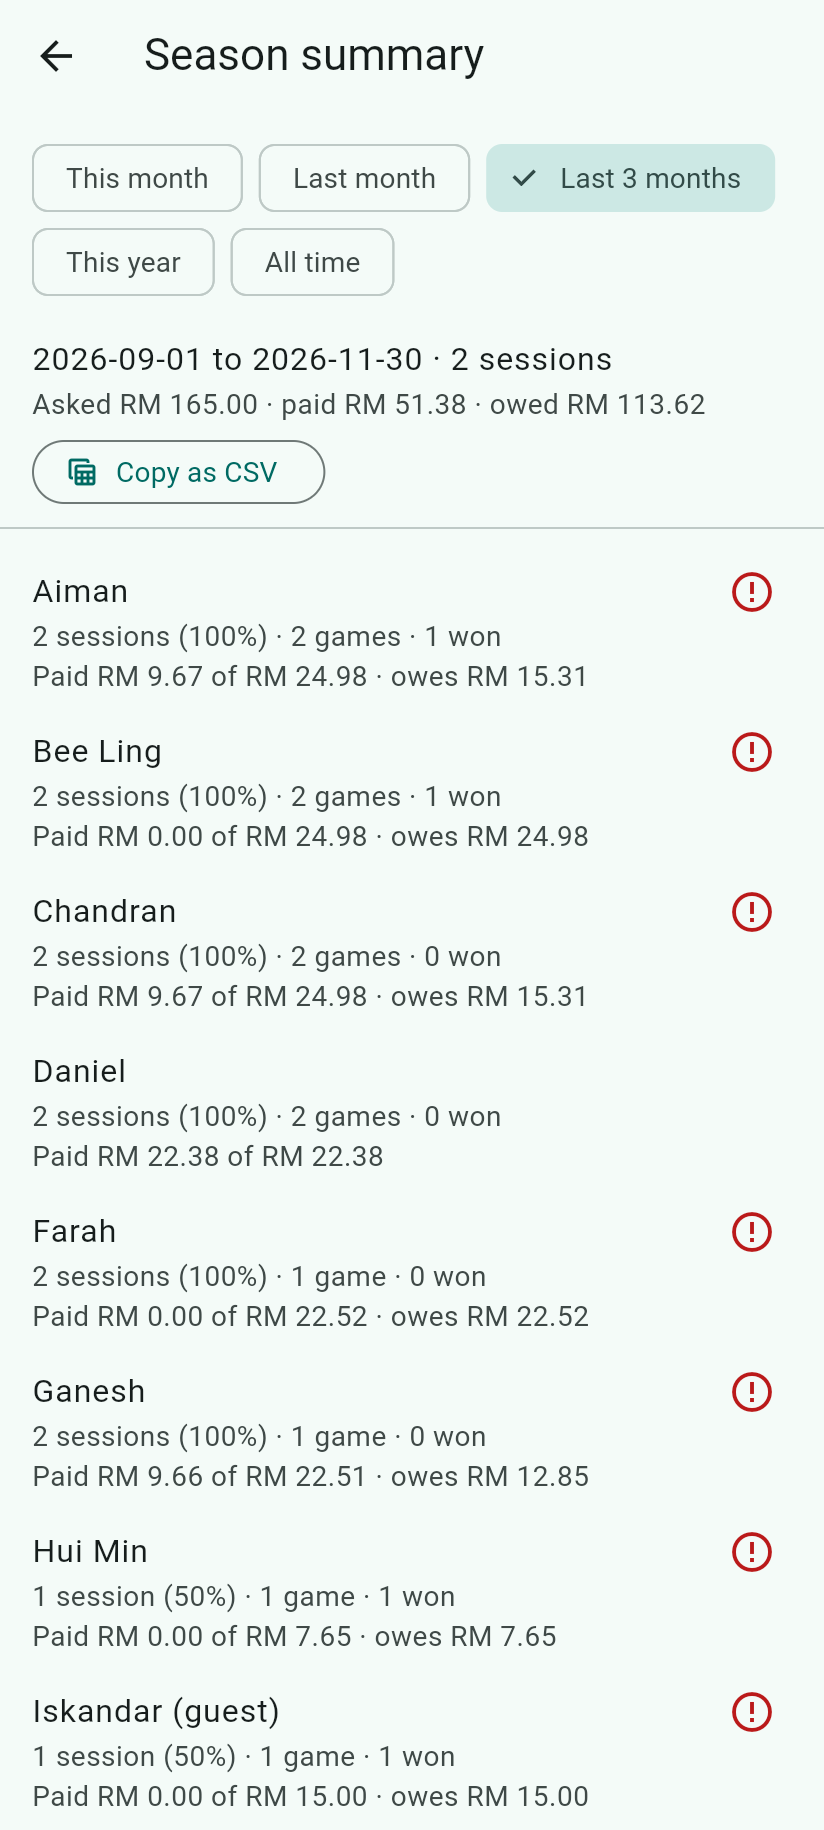 Season summary
This month
Last month
Last 3 months
This year
All time
2026-09-01 to 2026-11-30 · 2 sessions
Asked RM 165.00 · paid RM 51.38 · owed RM 113.62
Copy as CSV
Aiman
2 sessions (100%) · 2 games · 1 won
Paid RM 9.67 of RM 24.98 · owes RM 15.31
Bee Ling
2 sessions (100%) · 2 games · 1 won
Paid RM 0.00 of RM 24.98 · owes RM 24.98
Chandran
2 sessions (100%) · 2 games · 0 won
Paid RM 9.67 of RM 24.98 · owes RM 15.31
Daniel
2 sessions (100%) · 2 games · 0 won
Paid RM 22.38 of RM 22.38
Farah
2 sessions (100%) · 1 game · 0 won
Paid RM 0.00 of RM 22.52 · owes RM 22.52
Ganesh
2 sessions (100%) · 1 game · 0 won
Paid RM 9.66 of RM 22.51 · owes RM 12.85
Hui Min
1 session (50%) · 1 game · 1 won
Paid RM 0.00 of RM 7.65 · owes RM 7.65
Iskandar (guest)
1 session (50%) · 1 game · 1 won
Paid RM 0.00 of RM 15.00 · owes RM 15.00